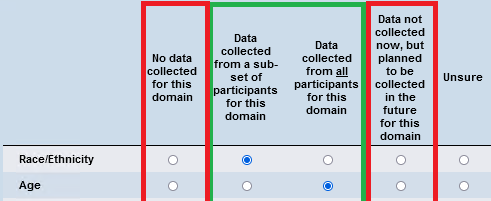 No data
collected
for this
domain
Data
collected
from a sub-
set of
participants
for this
domain
Data
collected
from all
participants
for this
domain
Data not
collected
now, but
planned
to be
collected
in the
future
for this
domain
Unsure
Race/Ethnicity
Age